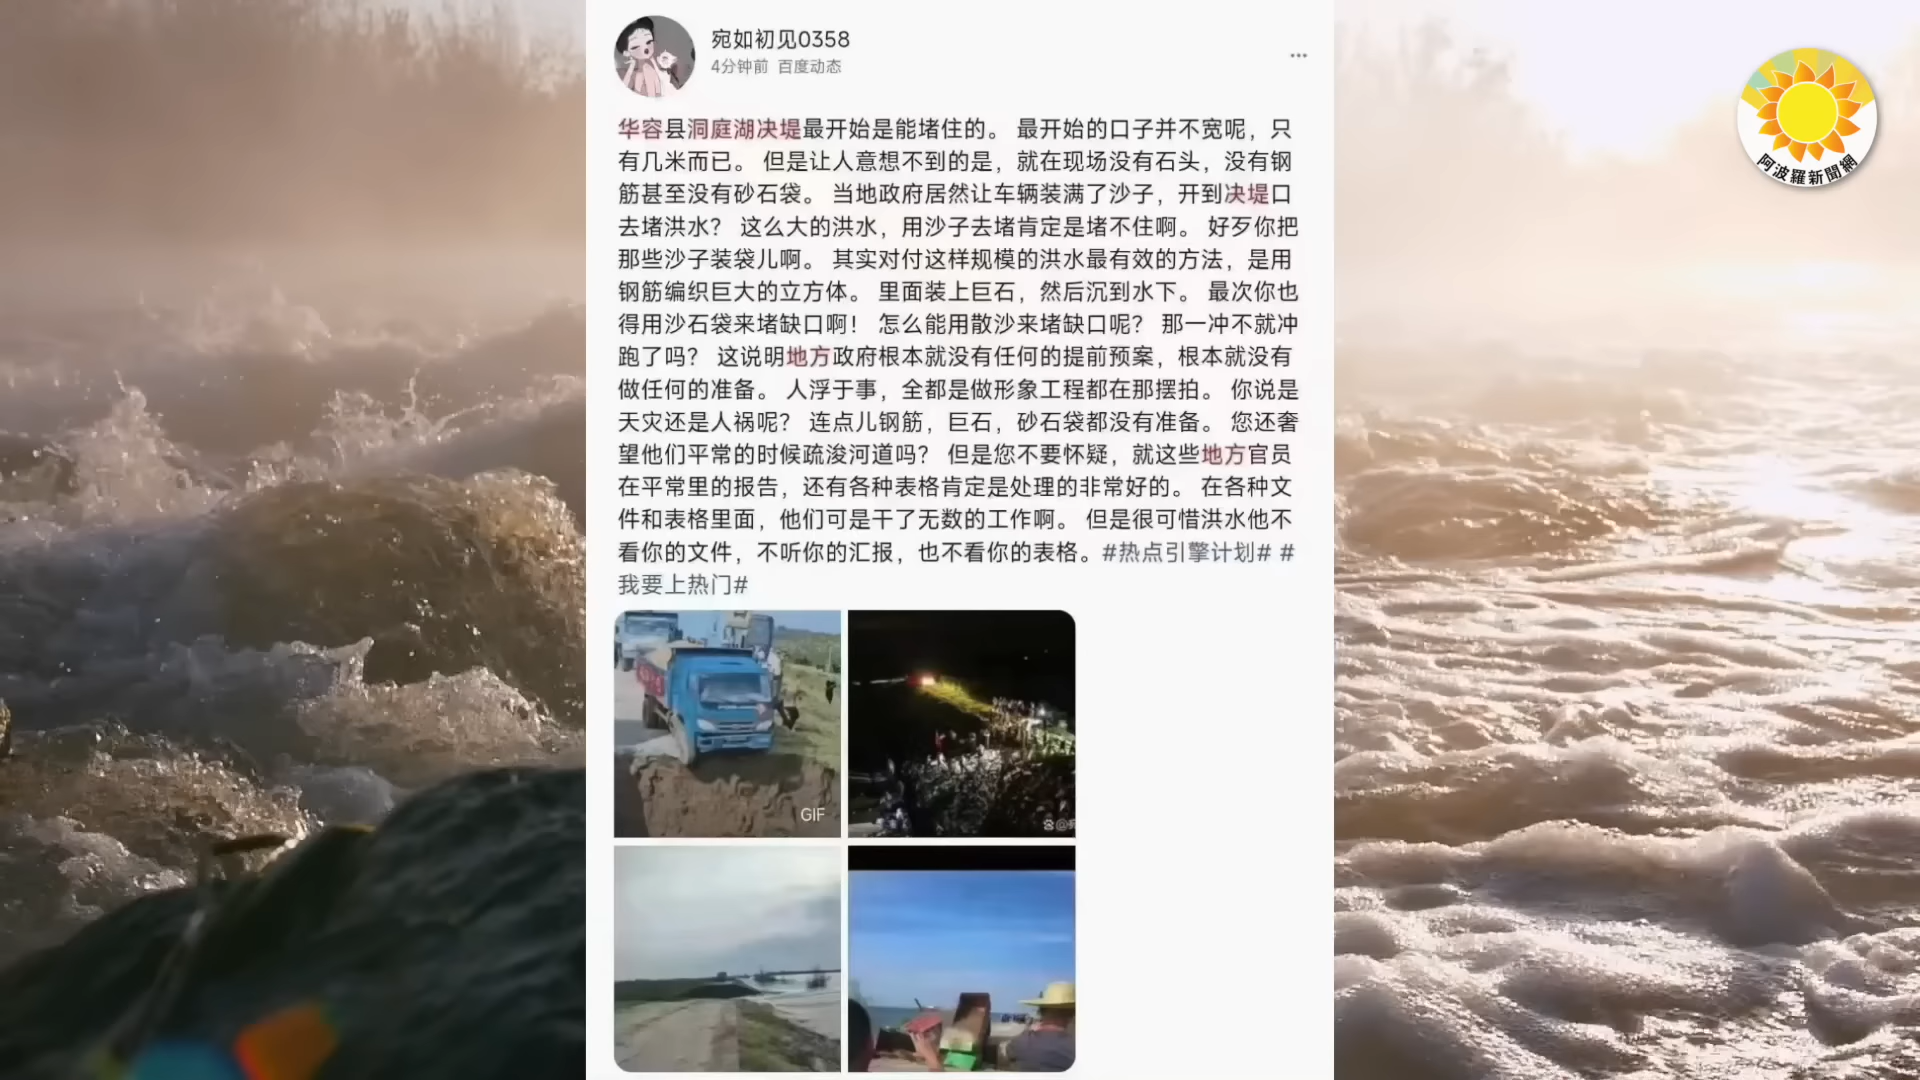 宛如初见0358
4分钟前 百度动态
华容县洞庭湖决堤最开始是能堵住的。 最开始的口子并不宽呢，只
有几米而已。 但是让人意想不到的是，就在现场没有石头，没有钢
筋甚至没有砂石袋。 当地政府居然让车辆装满了沙子，开到决堤口
去堵洪水？ 这么大的洪水，用沙子去堵肯定是堵不住啊。 好歹你把
那些沙子装袋儿啊。 其实对付这样规模的洪水最有效的方法，是用
钢筋编织巨大的立方体。 里面装上巨石，然后沉到水下。 最次你也
得用沙石袋来堵缺口啊！ 怎么能用散沙来堵缺口呢？ 那一冲不就冲
跑了吗？ 这说明地方政府根本就没有任何的提前预案，根本就没有
做任何的准备。 人浮于事，全都是做形象工程都在那摆拍。 你说是
天灾还是人祸呢？ 连点儿钢筋，巨石，砂石袋都没有准备。 您还奢
望他们平常的时候疏浚河道吗？ 但是您不要怀疑，就这些地方官员
在平常里的报告，还有各种表格肯定是处理的非常好的。 在各种文
件和表格里面，他们可是干了无数的工作啊。 但是很可惜洪水他不
看你的文件，不听你的汇报，也不看你的表格。#热点引擎计划# #
我要上热门#
GIF
阿波羅新聞網